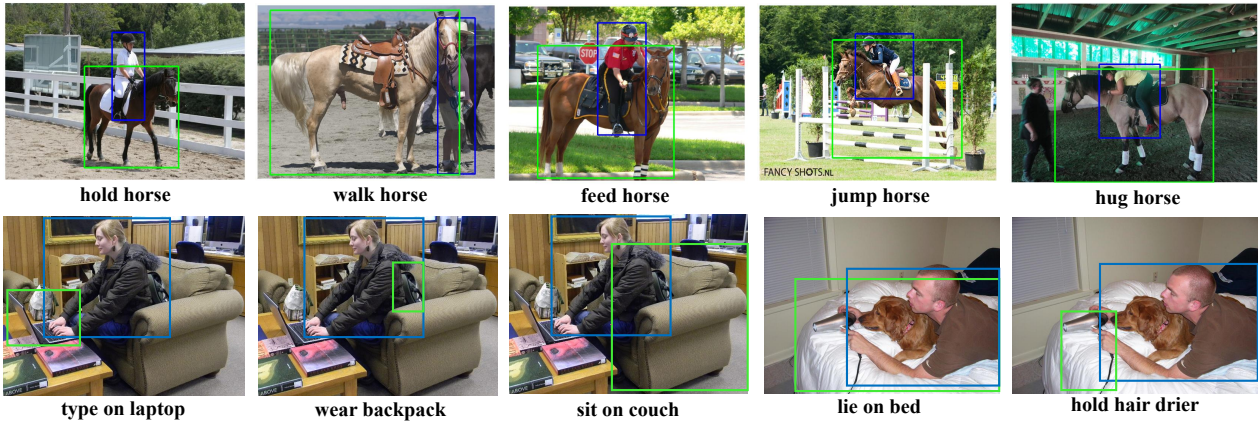 STOP
FANCY SHOTS.NL
hold horse
walk horse
feed horse
jump horse
hug horse
ABOVE
type on laptop
wear backpack
sit on couch
lie on bed
hold hair drier